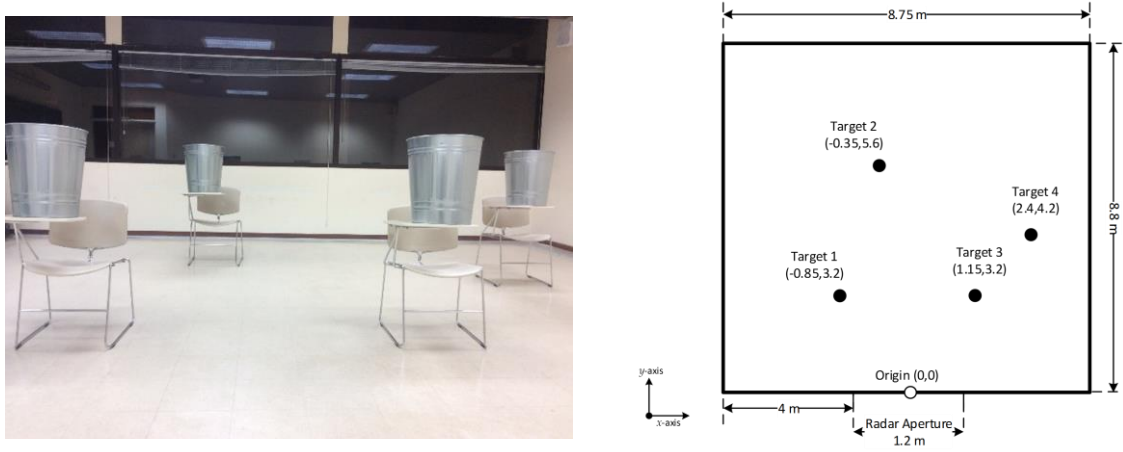 8.75 m
Target 2
(-0.35,5.6)
Target 4
(2.4,4.2)
8.8 m
Target 1
(-0.85,3.2)
Target 3
(1.15,3.2)
Origin (0,0)
y-axis
x-axis
4 m
Radar Aperture
1.2 m